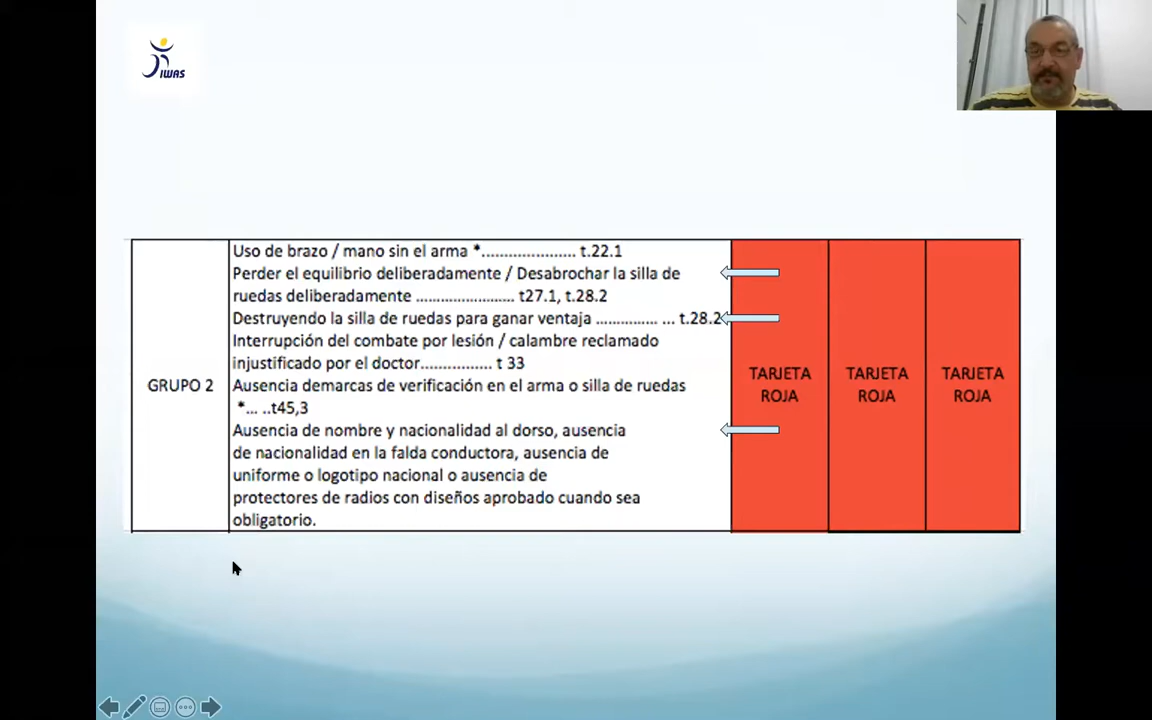 IWAS
GRUPO 2
Uso de brazo / mano sin el arma *..................... t.22.1
Perder el equilibrio deliberadamente / Desabrochar la silla de
ruedas deliberadamente ....................... t27.1, t.28.2
Destruyendo la silla de ruedas para ganar ventaja ............... ... t.28.2
Interrupción del combate por lesión / calambre reclamado
injustificado por el doctor................ t 33
Ausencia demarcas de verificación en el arma o silla de ruedas
*... ..t45,3
Ausencia de nombre y nacionalidad al dorso, ausencia
de nacionalidad en la falda conductora, ausencia de
uniforme o logotipo nacional o ausencia de
protectores de radios con diseños aprobado cuando sea
obligatorio.
TARJETA
ROJA
TARJETA
ROJA
TARJETA
ROJA